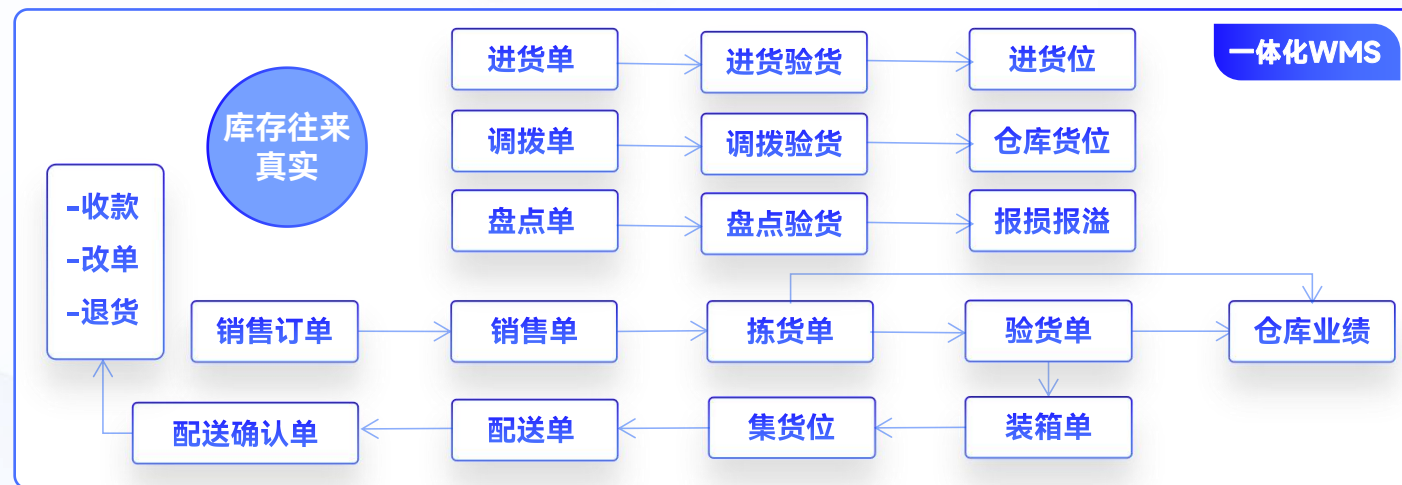 一体化WMS
库存往来
真实
进货单
进货验货
进货位
调拨单
调拨验货
仓库货位
盘点单
盘点验货
报损报溢
-收款
-改单
-退货
销售订单
销售单
拣货单
验货单
仓库业绩
配送确认单
配送单
集货位
装箱单